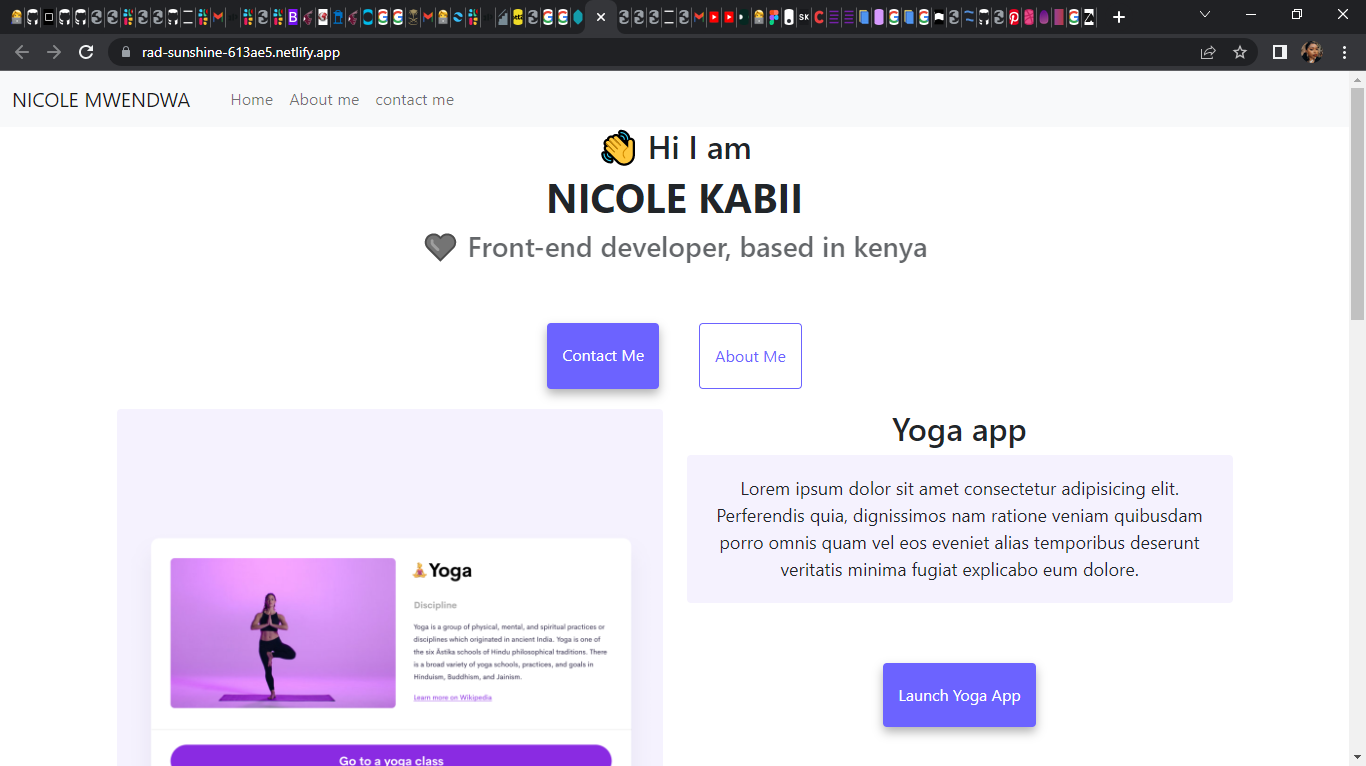 rad-sunshine-613ae5.netlify.app
NICOLE MWENDWA Home About me contact me
👋 Hi I am
NICOLE KABII
Front-end developer, based in kenya
Contact Me About Me
Yoga app
Lorem ipsum dolor sit amet consectetur adipisicing elit.
Perferendis quia, dignissimos nam ratione veniam quibusdam
porro omnis quam vel eos eveniet alias temporibus deserunt
veritatis minima fugiat explicabo eum dolore.
Launch Yoga App
Yoga
Discipline
Yoga is a group of physical, mental, and spiritual practices or
disciplines which originated in ancient India. Yoga is one of
the six Āstika schools of Hindu philosophical traditions. There
is a broad variety of yoga schools, practices, and goals in
Hinduism, Buddhism, and Jainism.
Learn more on Wikipedia
Go to a yoga class